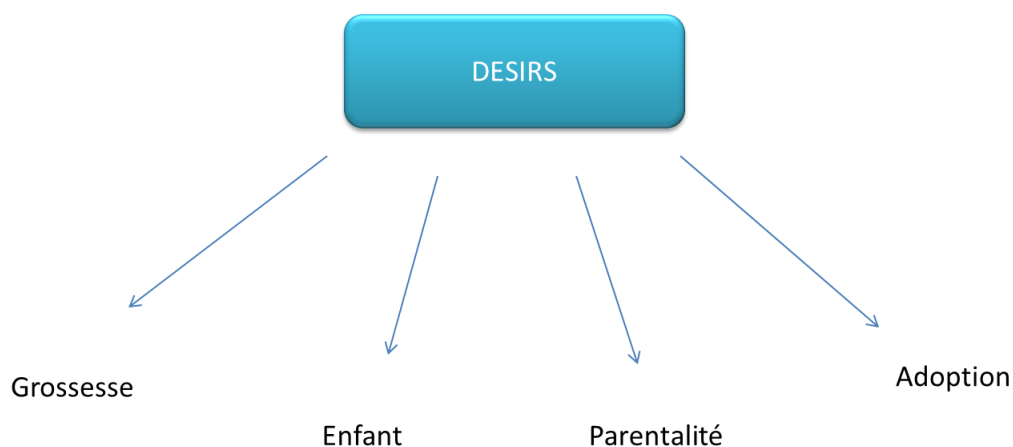 DESIRS
Grossesse
Enfant
Parentalité
Adoption